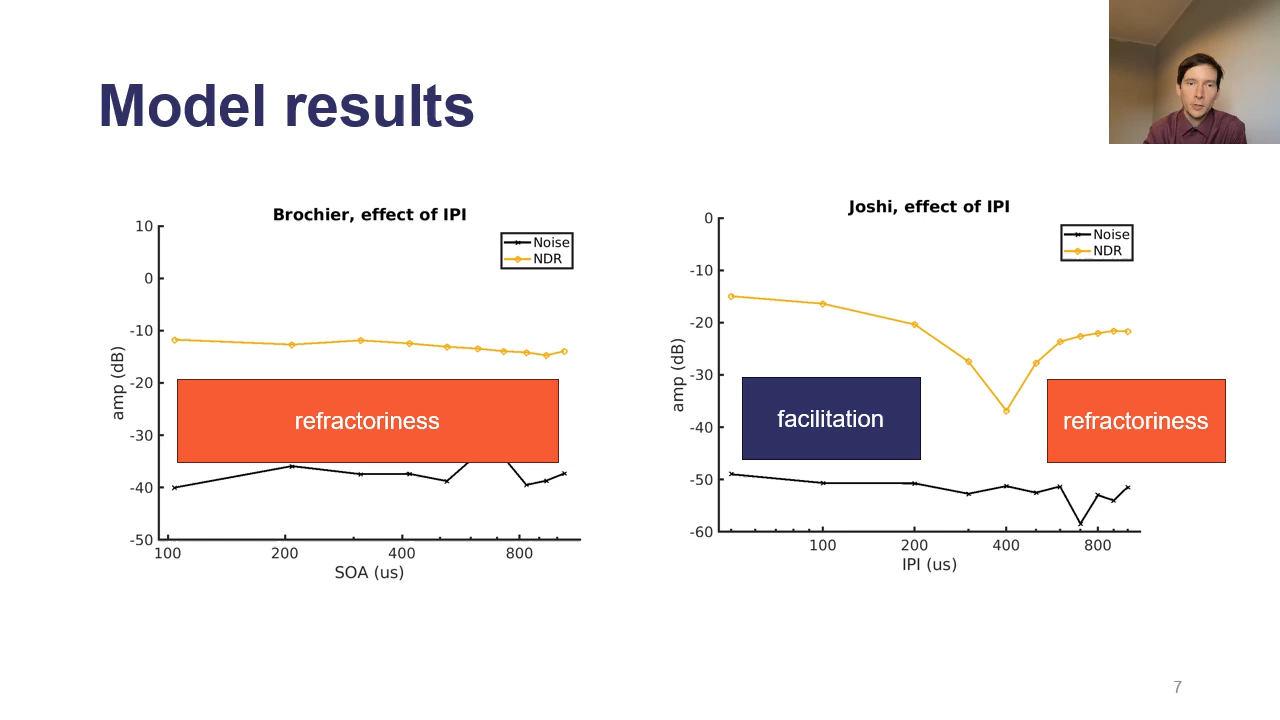 Model results
Brochier, effect of IPI
Noise
NDR
10
0
-10
-20
-30
-40
-50
amp (dB)
refractoriness
100 200 400 800
SOA (us)
Joshi, effect of IPI
Noise
NDR
0
-10
-20
-30
-40
-50
-60
amp (dB)
facilitation
refractoriness
100 200 400 800
IPI (us)
7